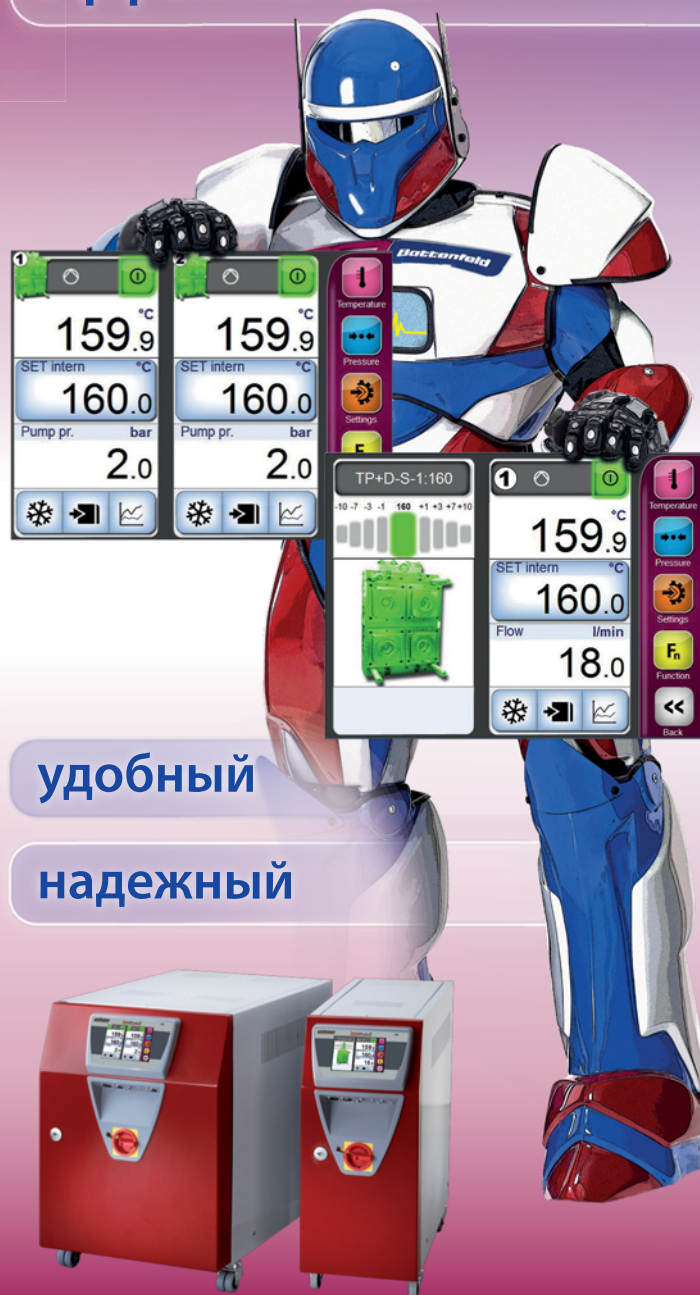 Battenfeld
1
°C
159.9
SET intern °C
160.0
Pump pr. bar
2.0
2
°C
159.9
SET intern °C
160.0
Pump pr. bar
2.0
Temperature
Pressure
Settings
TP+D-S-1:160
-10 -7 -3 -1 160 +1 +3 +7 +10
1
°C
159.9
SET intern °C
160.0
Flow l/min
18.0
Temperature
Pressure
Settings
Fn
Function
Back
удобный
надежный